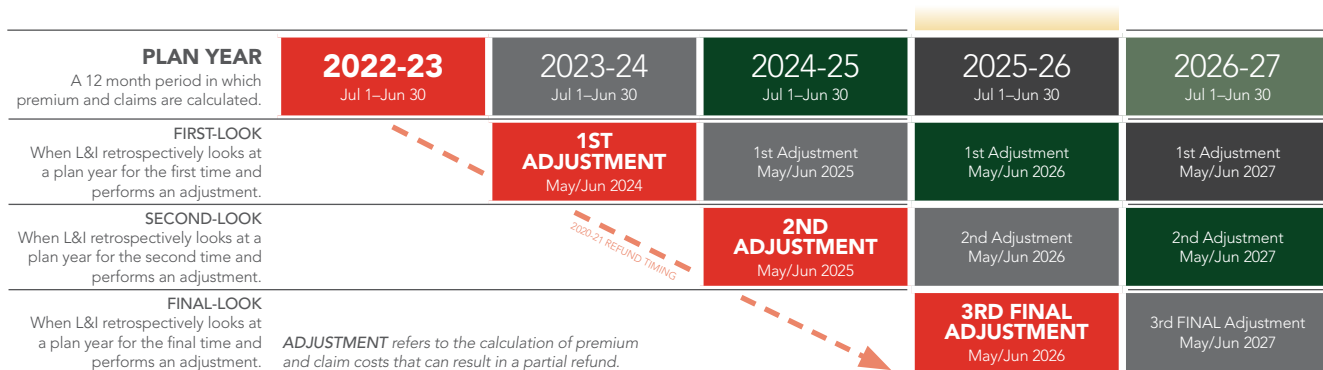 PLAN YEAR
A 12 month period in which
premium and claims are calculated.
2022-23
Jul 1–Jun 30
2023-24
Jul 1–Jun 30
2024-25
Jul 1–Jun 30
2025-26
Jul 1–Jun 30
2026-27
Jul 1–Jun 30
FIRST-LOOK
When L&I retrospectively looks at
a plan year for the first time and
performs an adjustment.
1ST
ADJUSTMENT
May/Jun 2024
1st Adjustment
May/Jun 2025
1st Adjustment
May/Jun 2026
1st Adjustment
May/Jun 2027
SECOND-LOOK
When L&I retrospectively looks at a
plan year for the second time and
performs an adjustment.
2020-21 REFUND TIMING
2ND
ADJUSTMENT
May/Jun 2025
2nd Adjustment
May/Jun 2026
2nd Adjustment
May/Jun 2027
FINAL-LOOK
When L&I retrospectively looks at
a plan year for the final time and
performs an adjustment.
ADJUSTMENT refers to the calculation of premium
and claim costs that can result in a partial refund.
3RD FINAL
ADJUSTMENT
May/Jun 2026
3rd FINAL Adjustment
May/Jun 2027